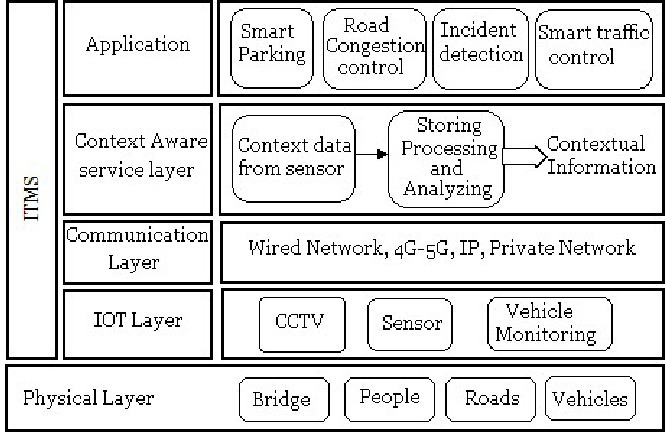 ITMS
Application
Smart
Parking
Road
Congestion
control
Incident
detection
Smart traffic
control
Context Aware
service layer
Context data
from sensor
Storing
Processing
and
Analyzing
Contextual
Information
Communication
Layer
Wired Network, 4G-5G, IP, Private Network
IOT Layer
CCTV
Sensor
Vehicle
Monitoring
Physical Layer
Bridge
People
Roads
Vehicles